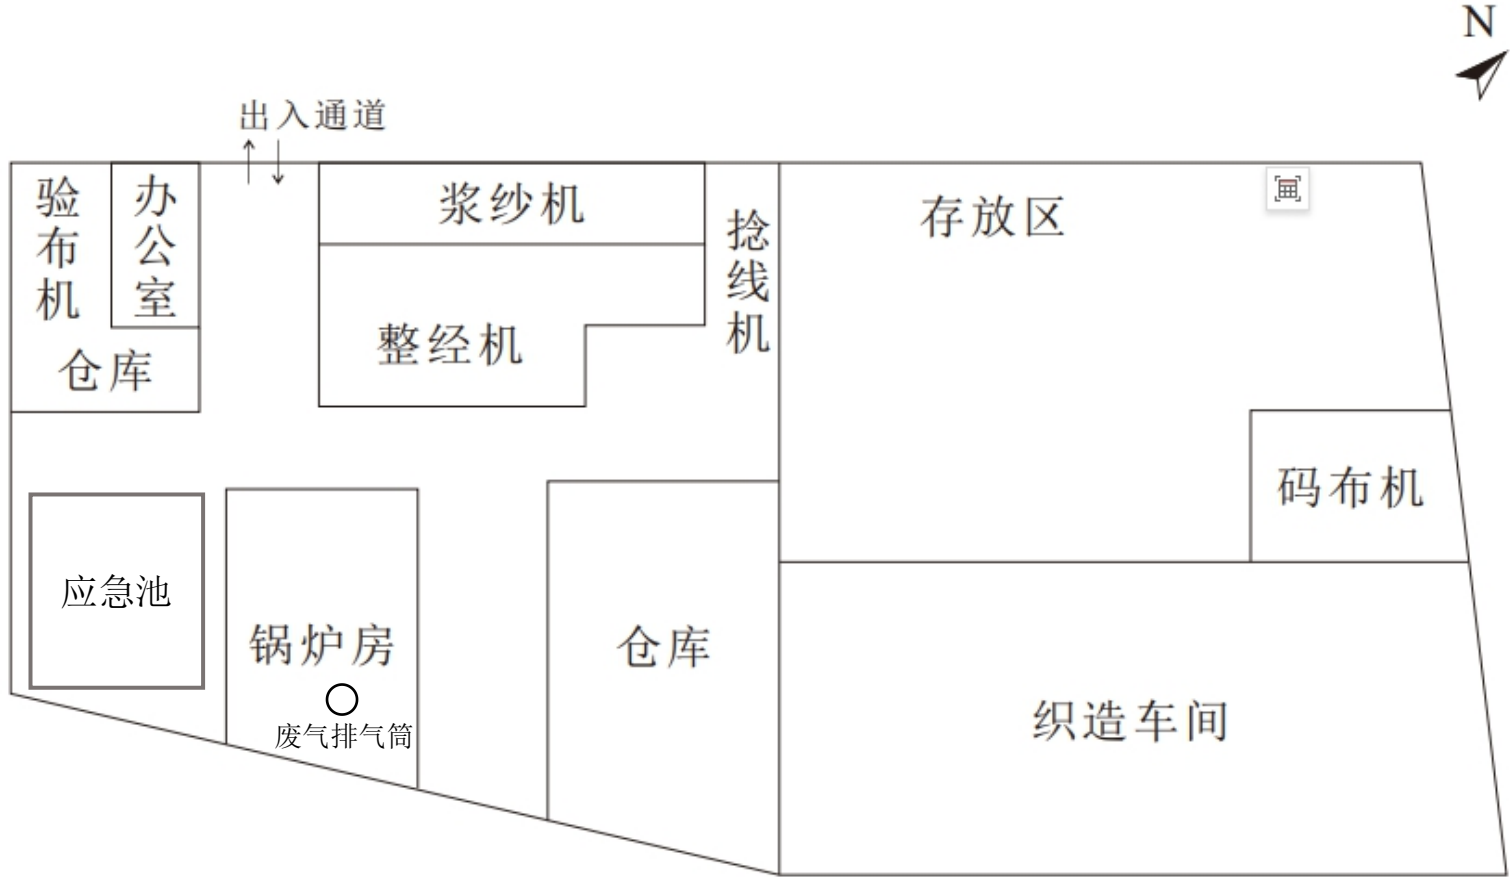 N
出入通道
验布机
办公室
浆纱机
捻线机
存放区
整经机
仓库
码布机
应急池
锅炉房
仓库
废气排气筒
织造车间